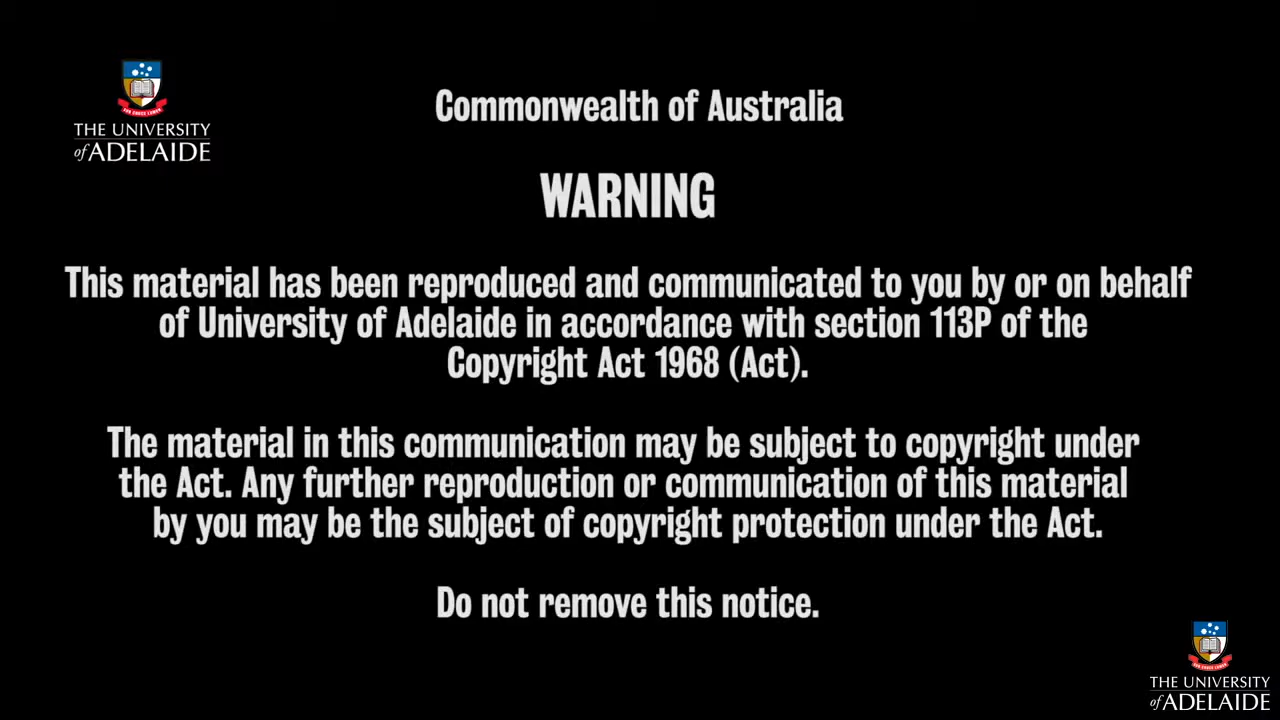 THE UNIVERSITY
of ADELAIDE
Commonwealth of Australia
WARNING
This material has been reproduced and communicated to you by or on behalf
of University of Adelaide in accordance with section 113P of the
Copyright Act 1968 (Act).
The material in this communication may be subject to copyright under
the Act. Any further reproduction or communication of this material
by you may be the subject of copyright protection under the Act.
Do not remove this notice.
THE UNIVERSITY
of ADELAIDE